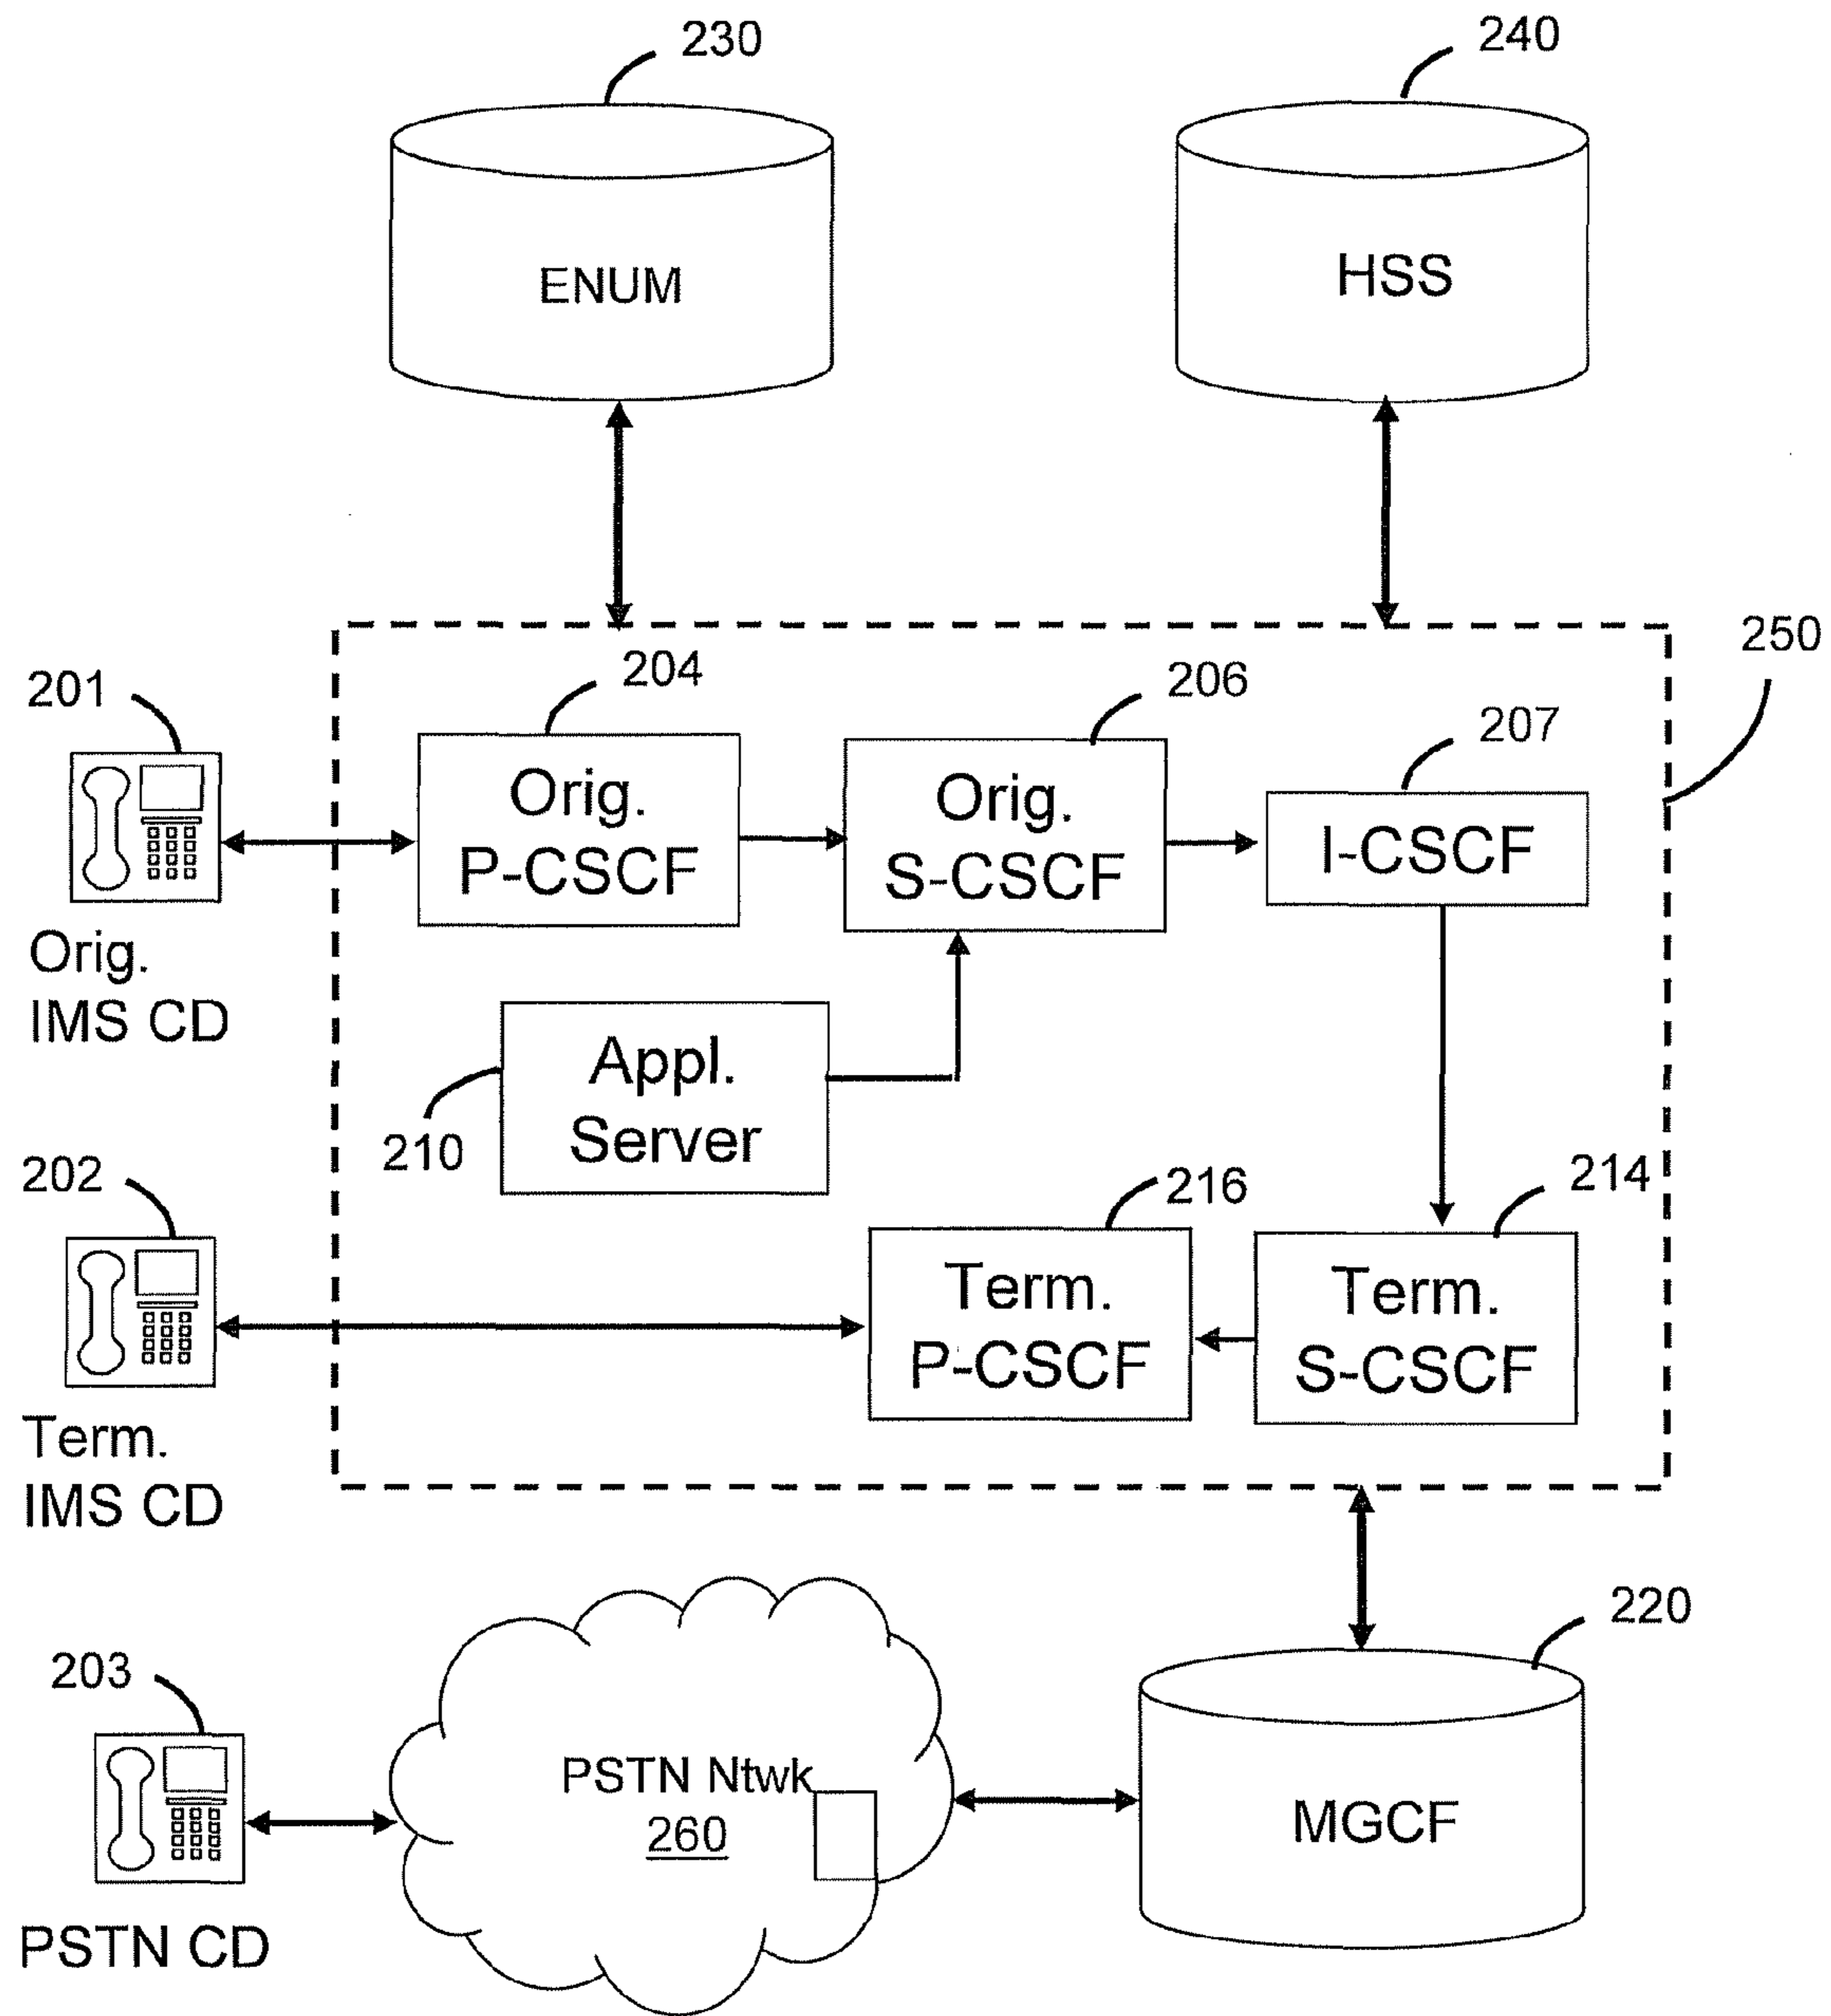 230
240
ENUM
HSS
250
204
206
201
207
Orig.
P-CSCF
Orig.
S-CSCF
I-CSCF
Orig.
IMS CD
Appl.
Server
210
202
216
214
Term.
P-CSCF
Term.
S-CSCF
Term.
IMS CD
220
203
PSTN Ntwk
260
MGCF
PSTN CD